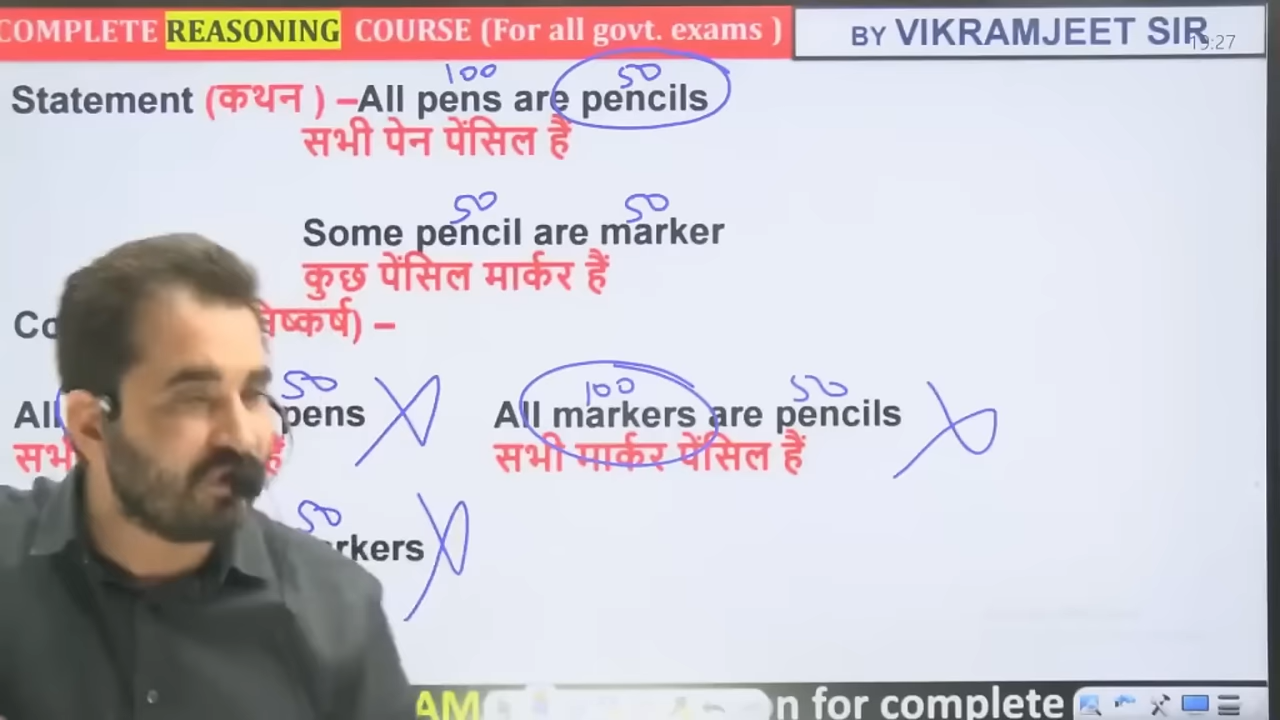 COMPLETE REASONING COURSE (For all govt. exams )
BY VIKRAMJEET SIR
19:27
100 50
Statement (कथन ) –All pens are pencils
सभी पेन पेंसिल हैं
50 50
Some pencil are marker
कुछ पेंसिल मार्कर हैं
–
50 100 50
All pens All markers are pencils
सभी मार्कर पेंसिल हैं
50
for complete